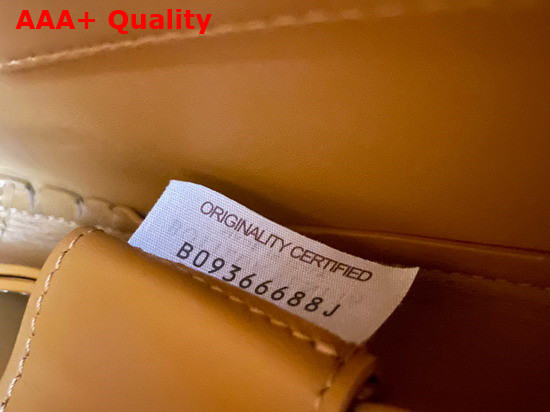 AAA+ Quality
ORIGINALITY CERTIFIED
B09366688J